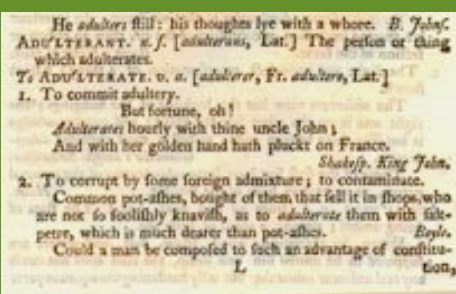 He adulters ſtill: his thoughts lye with a whore. B. Johnſ.
ADU'LTERANT. n. ſ. [adulterans, Lat.] The perſon or thing
which adulterates.
To ADU'LTERATE. v. a. [adulterer, Fr. adultero, Lat.]
1. To commit adultery.
But fortune, oh!
Adulterates hourly with thine uncle John;
And with her golden hand hath pluckt on France.
Shakeſp. King John.
2. To corrupt by ſome foreign admixture; to contaminate.
Common pot-aſhes, bought of them that ſell it in ſhops, who
are not ſo fooliſhly knaviſh, as to adulterate them with ſalt-
petre, which is much dearer than pot-aſhes. Boyle.
Could a man be compoſed to ſuch an advantage of conſtitu-
L tion,